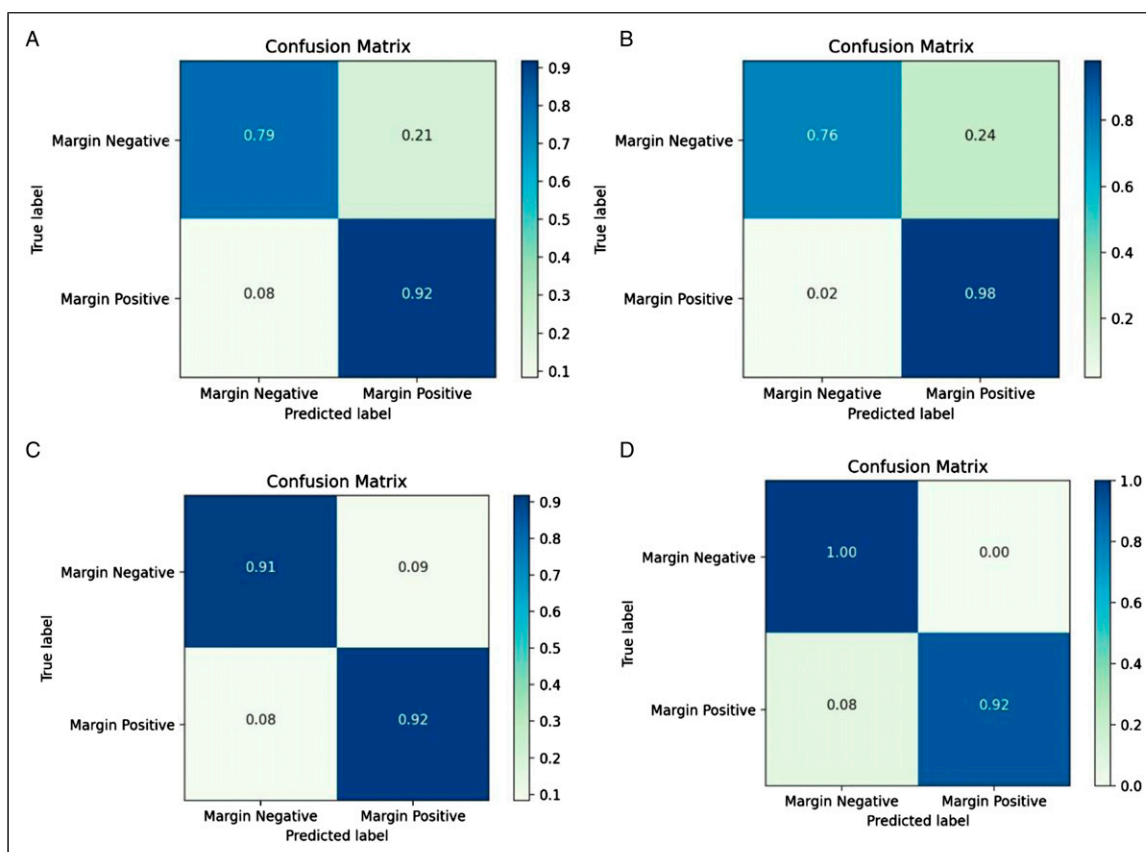 A
Confusion Matrix
True label
Margin Negative
Margin Positive
0.79
0.21
0.08
0.92
Margin Negative
Margin Positive
Predicted label
0.9
0.8
0.7
0.6
0.5
0.4
0.3
0.2
0.1
B
Confusion Matrix
True label
Margin Negative
Margin Positive
0.76
0.24
0.02
0.98
Margin Negative
Margin Positive
Predicted label
0.8
0.6
0.4
0.2
C
Confusion Matrix
True label
Margin Negative
Margin Positive
0.91
0.09
0.08
0.92
Margin Negative
Margin Positive
Predicted label
0.9
0.8
0.7
0.6
0.5
0.4
0.3
0.2
0.1
D
Confusion Matrix
True label
Margin Negative
Margin Positive
1.00
0.00
0.08
0.92
Margin Negative
Margin Positive
Predicted label
1.0
0.8
0.6
0.4
0.2
0.0